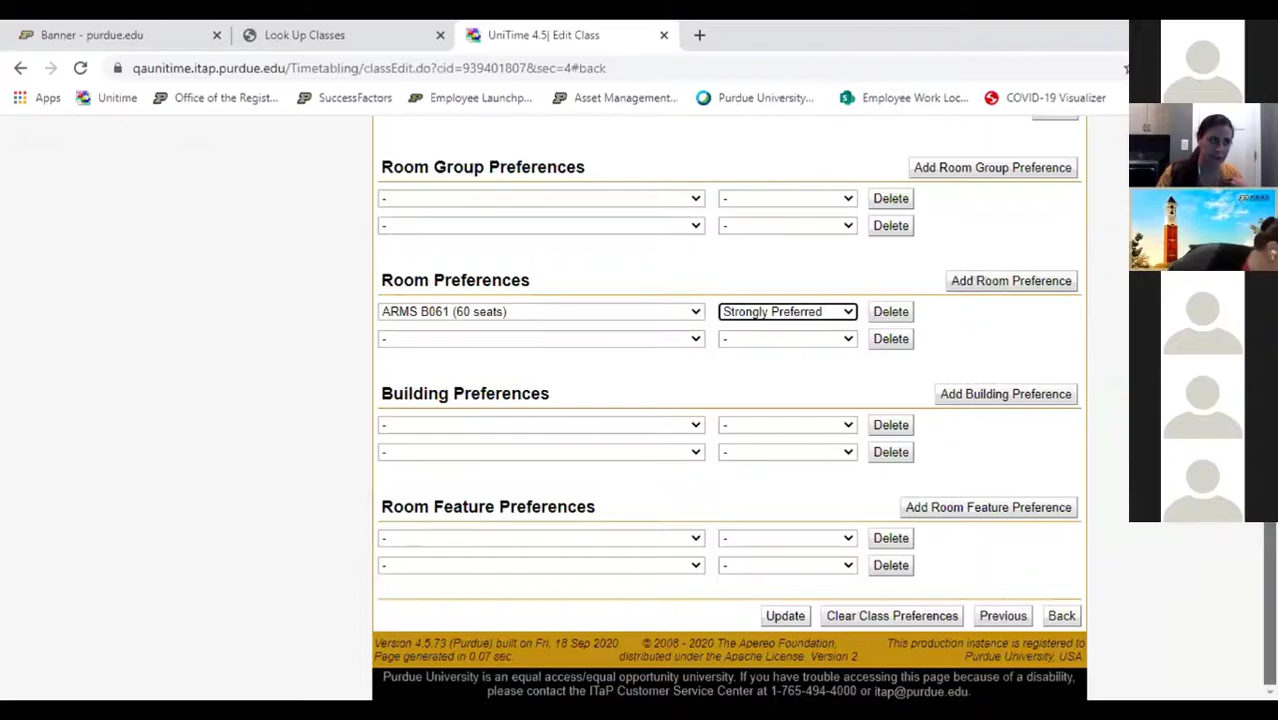 Banner - purdue.edu
Look Up Classes
UniTime 4.5| Edit Class
qaunitime.itap.purdue.edu/Timetabling/classEdit.do?cid=939401807&sec=4#back
Apps Unitime Office of the Regist... SuccessFactors Employee Launchp... Asset Management... Purdue University... Employee Work Loc... COVID-19 Visualizer
Room Group Preferences Add Room Group Preference
- - Delete
- - Delete
Room Preferences Add Room Preference
ARMS B061 (60 seats) Strongly Preferred Delete
- - Delete
Building Preferences Add Building Preference
- - Delete
- - Delete
Room Feature Preferences Add Room Feature Preference
- - Delete
- - Delete
Update Clear Class Preferences Previous Back
Version 4.5.73 (Purdue) built on Fri, 18 Sep 2020 © 2008 - 2020 The Apereo Foundation, This production instance is registered to
Page generated in 0.07 sec. distributed under the Apache License, Version 2. Purdue University, USA
Purdue University is an equal access/equal opportunity university. If you have trouble accessing this page because of a disability,
please contact the ITaP Customer Service Center at 1-765-494-4000 or itap@purdue.edu.